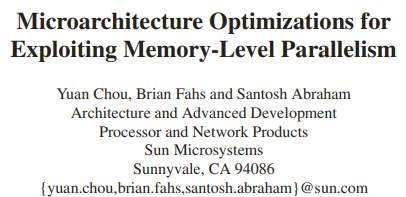 Microarchitecture Optimizations for
Exploiting Memory-Level Parallelism
Yuan Chou, Brian Fahs and Santosh Abraham
Architecture and Advanced Development
Processor and Network Products
Sun Microsystems
Sunnyvale, CA 94086
{yuan.chou,brian.fahs,santosh.abraham}@sun.com